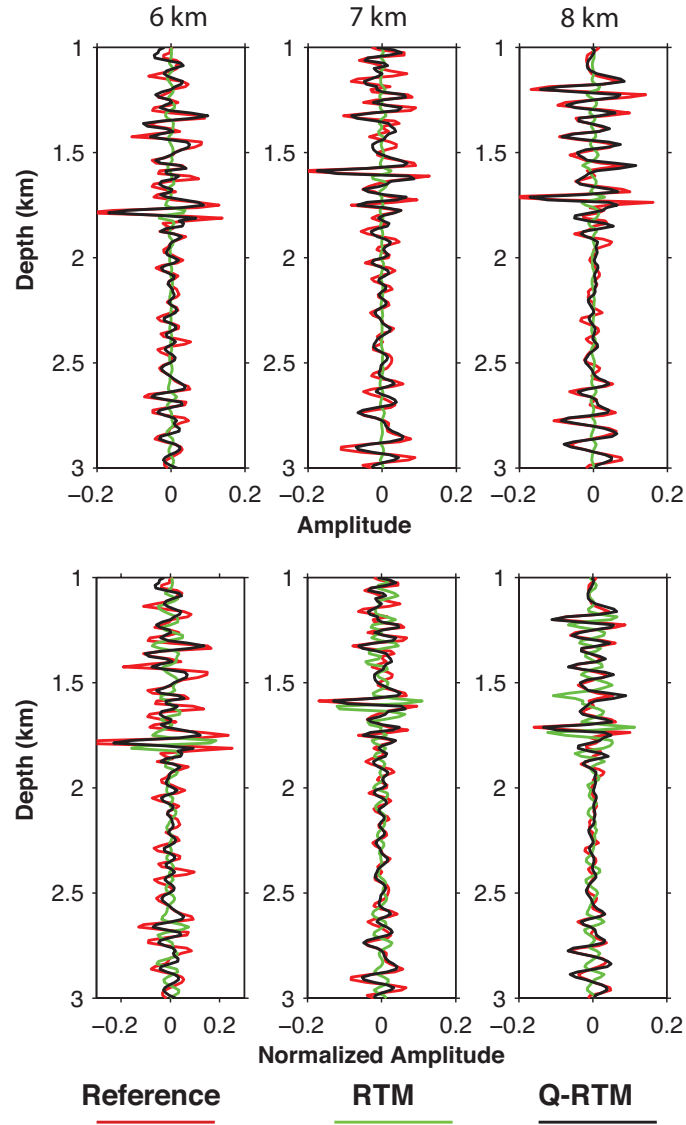 6 km 7 km 8 km
1 1 1
1.5 1.5 1.5
2 2 2
2.5 2.5 2.5
3 3 3
Depth (km)
−0.2 0 0.2 −0.2 0 0.2 −0.2 0 0.2
Amplitude
1 1 1
1.5 1.5 1.5
2 2 2
2.5 2.5 2.5
3 3 3
Depth (km)
−0.2 0 0.2 −0.2 0 0.2 −0.2 0 0.2
Normalized Amplitude
Reference RTM Q-RTM